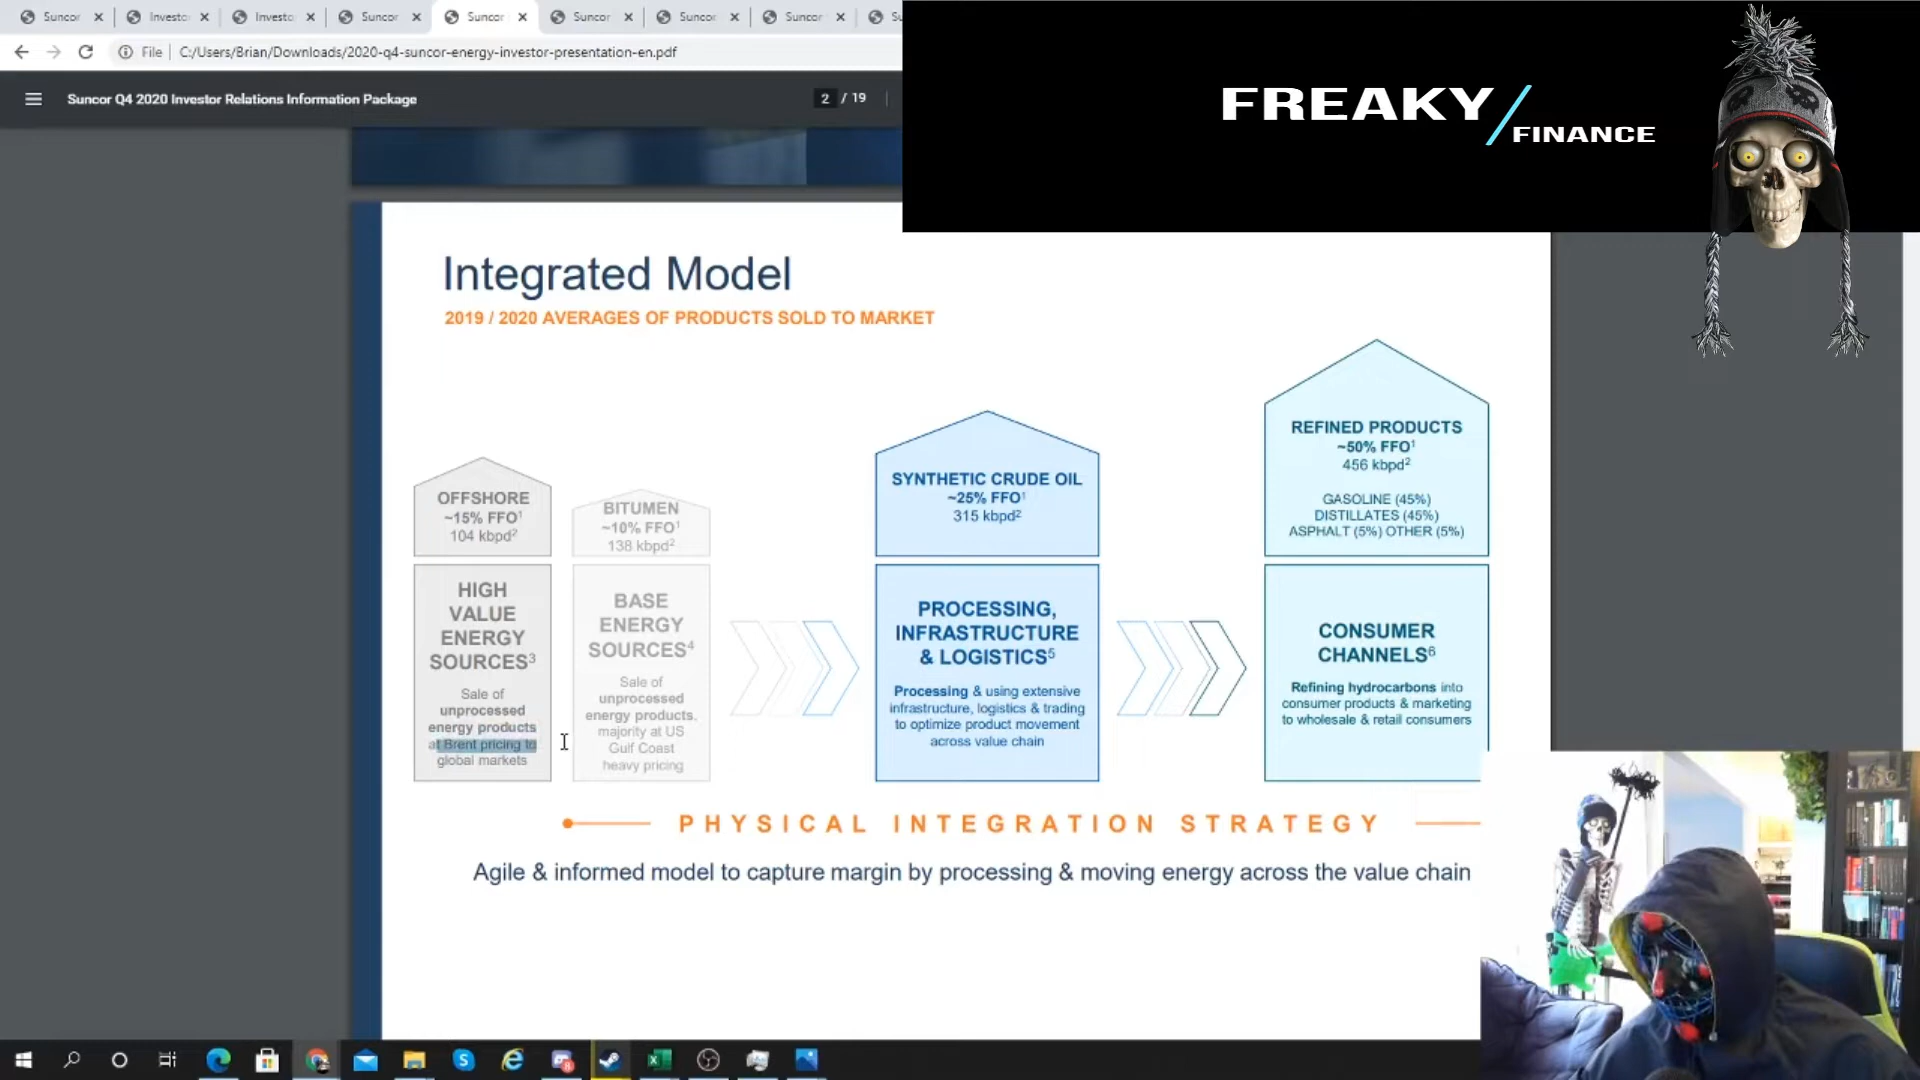 Suncor
Investo
Investo
Suncor
Suncor
Suncor
Suncor
Suncor
Su
File | C:/Users/Brian/Downloads/2020-q4-suncor-energy-investor-presentation-en.pdf
Suncor Q4 2020 Investor Relations Information Package
2 / 19
FREAKY/
FINANCE
Integrated Model
2019 / 2020 AVERAGES OF PRODUCTS SOLD TO MARKET
OFFSHORE
~15% FFO¹
104 kbpd²
HIGH
VALUE
ENERGY
SOURCES³
Sale of
unprocessed
energy products
at Brent pricing to
global markets
BITUMEN
~10% FFO¹
138 kbpd²
BASE
ENERGY
SOURCES⁴
Sale of
unprocessed
energy products,
majority at US
Gulf Coast
heavy pricing
SYNTHETIC CRUDE OIL
~25% FFO¹
315 kbpd²
PROCESSING,
INFRASTRUCTURE
& LOGISTICS⁵
Processing & using extensive
infrastructure, logistics & trading
to optimize product movement
across value chain
REFINED PRODUCTS
~50% FFO¹
456 kbpd²
GASOLINE (45%)
DISTILLATES (45%)
ASPHALT (5%) OTHER (5%)
CONSUMER
CHANNELS⁶
Refining hydrocarbons into
consumer products & marketing
to wholesale & retail consumers
PHYSICAL INTEGRATION STRATEGY
Agile & informed model to capture margin by processing & moving energy across the value chain